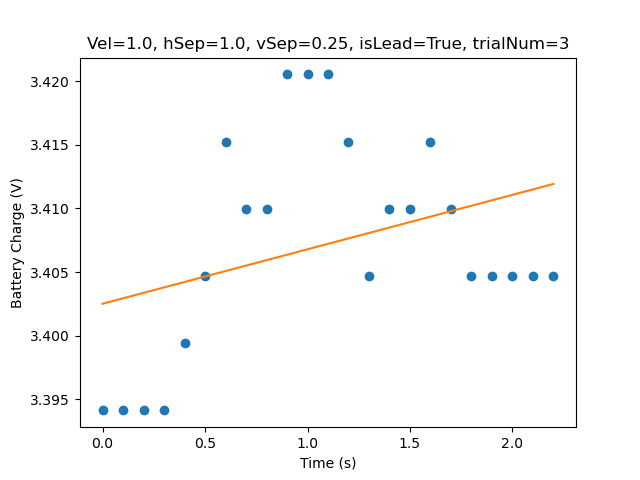 Vel=1.0, hSep=1.0, vSep=0.25, isLead=True, trialNum=3
3.420
3.415
3.410
3.405
3.400
3.395
Battery Charge (V)
0.0 0.5 1.0 1.5 2.0
Time (s)